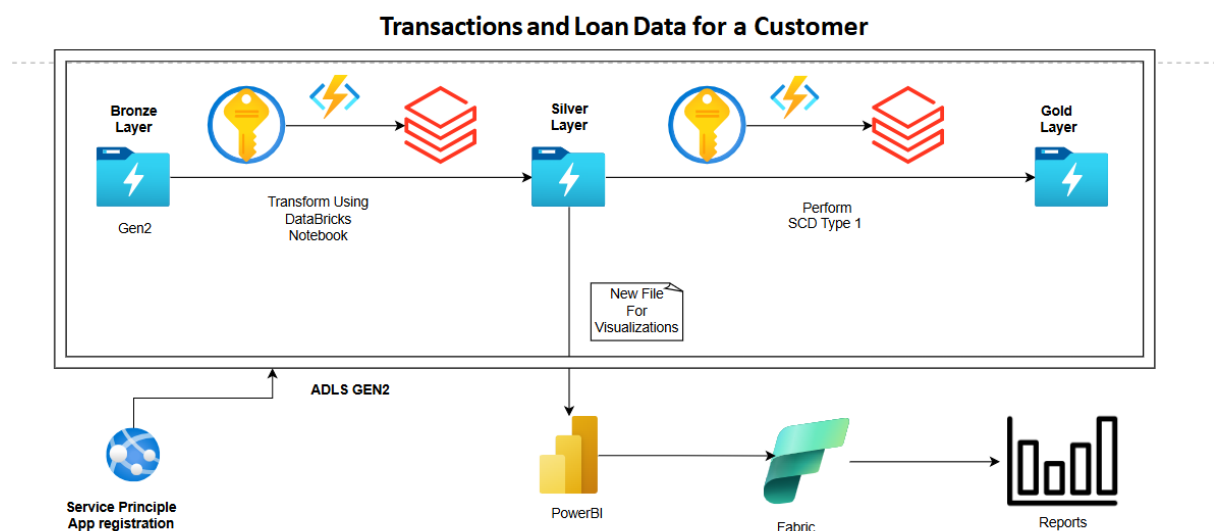 Transactions and Loan Data for a Customer
Bronze
Layer
Silver
Layer
Gold
Layer
Gen2
Transform Using
DataBricks
Notebook
Perform
SCD Type 1
New File
For
Visualizations
ADLS GEN2
Service Principle
App registration
PowerBI
Fabric
Reports